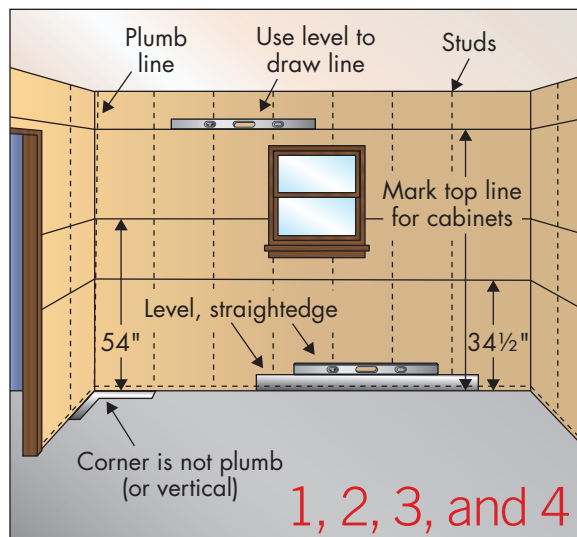 Plumb
line
Use level to
draw line
Studs
Mark top line
for cabinets
Level, straightedge
54"
34½"
Corner is not plumb
(or vertical)
1, 2, 3, and 4